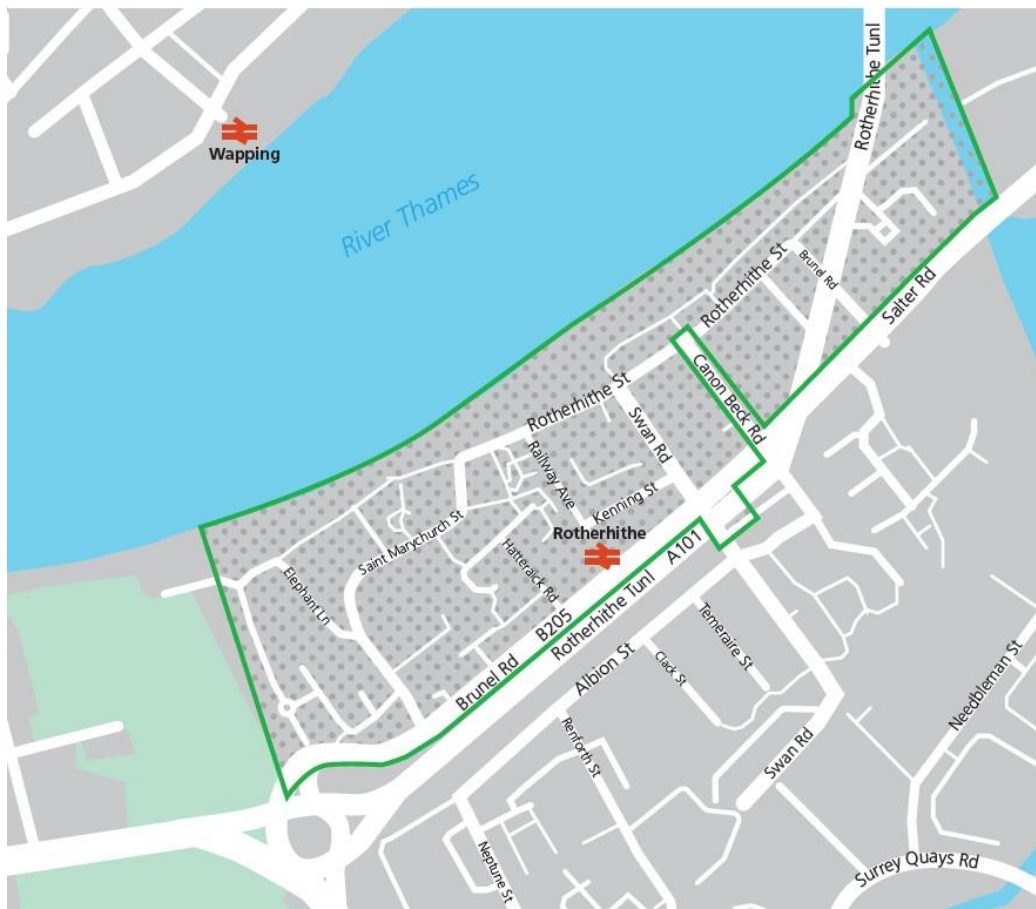 Rotherhithe Tunl
Wapping
River Thames
Rotherhithe St
Brunel Rd
Salter Rd
Canon Beck Rd
Rotherhithe St
Swan Rd
Railway Ave
Kenning St
Saint Marychurch St
Rotherhithe
Hatteraick Rd
A101
Elephant Ln
B205
Rotherhithe Tunl
Brunel Rd
Albion St
Temeraire St
Clack St
Needbleman St
Renforth St
Swan Rd
Neptune St
Surrey Quays Rd